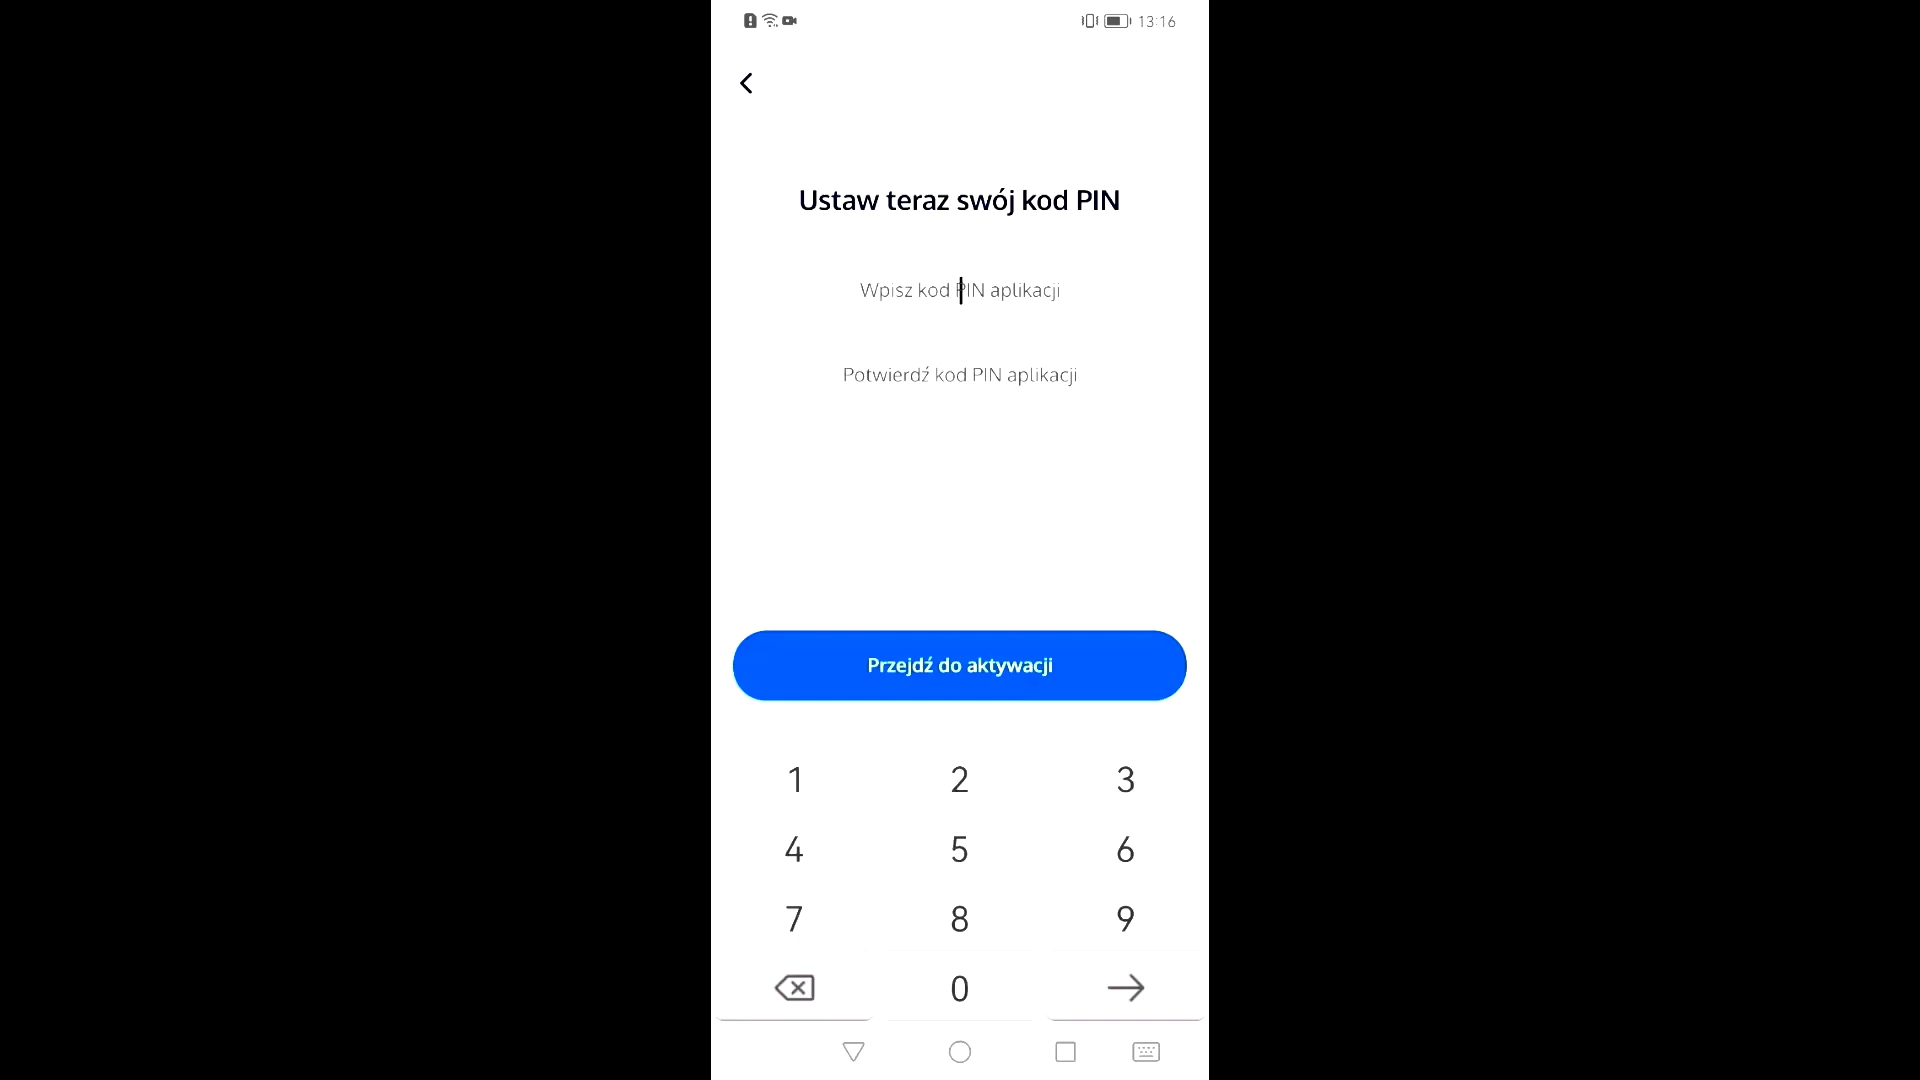 13:16
Ustaw teraz swój kod PIN
Wpisz kod PIN aplikacji
Potwierdź kod PIN aplikacji
Przejdź do aktywacji
1 2 3
4 5 6
7 8 9
0